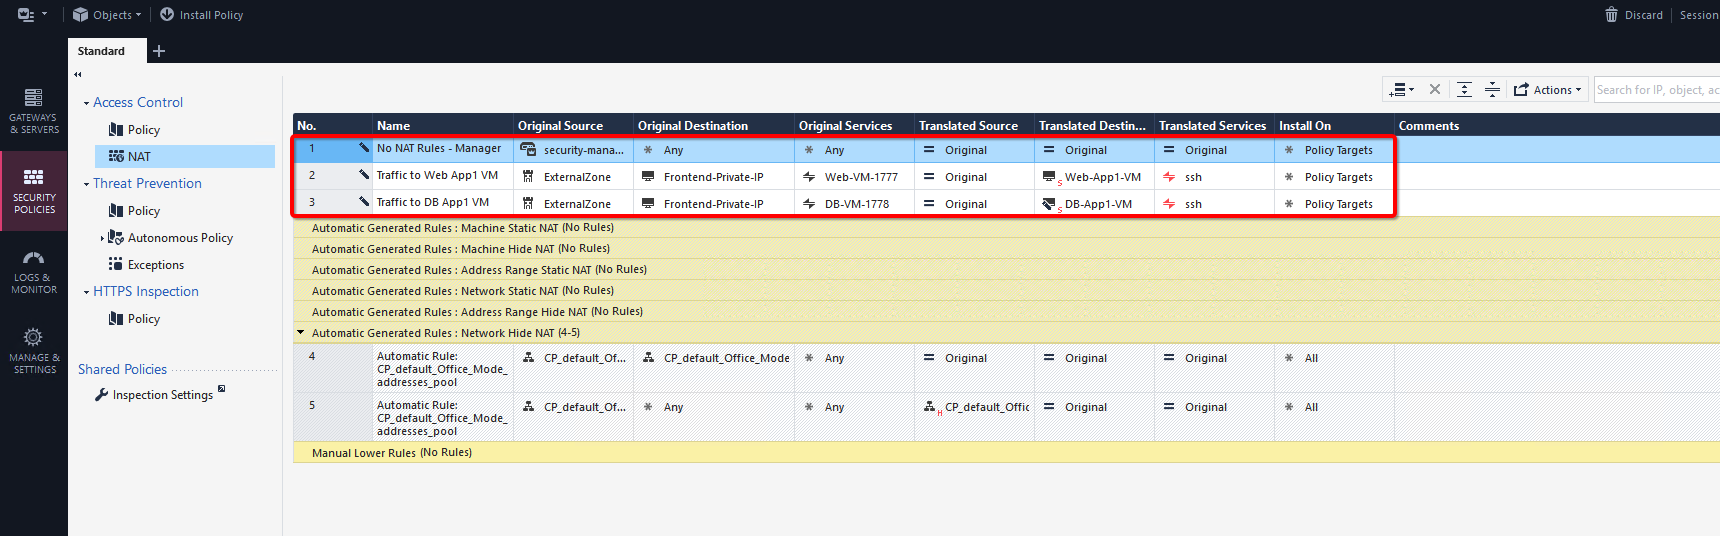 Objects
Install Policy
Discard
Session
Standard
GATEWAYS
& SERVERS
SECURITY
POLICIES
LOGS &
MONITOR
MANAGE &
SETTINGS
Access Control
Policy
NAT
Threat Prevention
Policy
Autonomous Policy
Exceptions
HTTPS Inspection
Policy
Shared Policies
Inspection Settings
Actions
Search for IP, object, ac
No. Name Original Source Original Destination Original Services Translated Source Translated Destin... Translated Services Install On Comments
1 No NAT Rules - Manager security-mana... * Any * Any = Original = Original = Original * Policy Targets
2 Traffic to Web App1 VM ExternalZone Frontend-Private-IP Web-VM-1777 = Original S Web-App1-VM ssh * Policy Targets
3 Traffic to DB App1 VM ExternalZone Frontend-Private-IP DB-VM-1778 = Original S DB-App1-VM ssh * Policy Targets
Automatic Generated Rules : Machine Static NAT (No Rules)
Automatic Generated Rules : Machine Hide NAT (No Rules)
Automatic Generated Rules : Address Range Static NAT (No Rules)
Automatic Generated Rules : Network Static NAT (No Rules)
Automatic Generated Rules : Address Range Hide NAT (No Rules)
Automatic Generated Rules : Network Hide NAT (4-5)
4 Automatic Rule: CP_default_Of... CP_default_Office_Mode * Any = Original = Original = Original * All
CP_default_Office_Mode_
addresses_pool
5 Automatic Rule: CP_default_Of... * Any * Any H CP_default_Offic = Original = Original * All
CP_default_Office_Mode_
addresses_pool
Manual Lower Rules (No Rules)